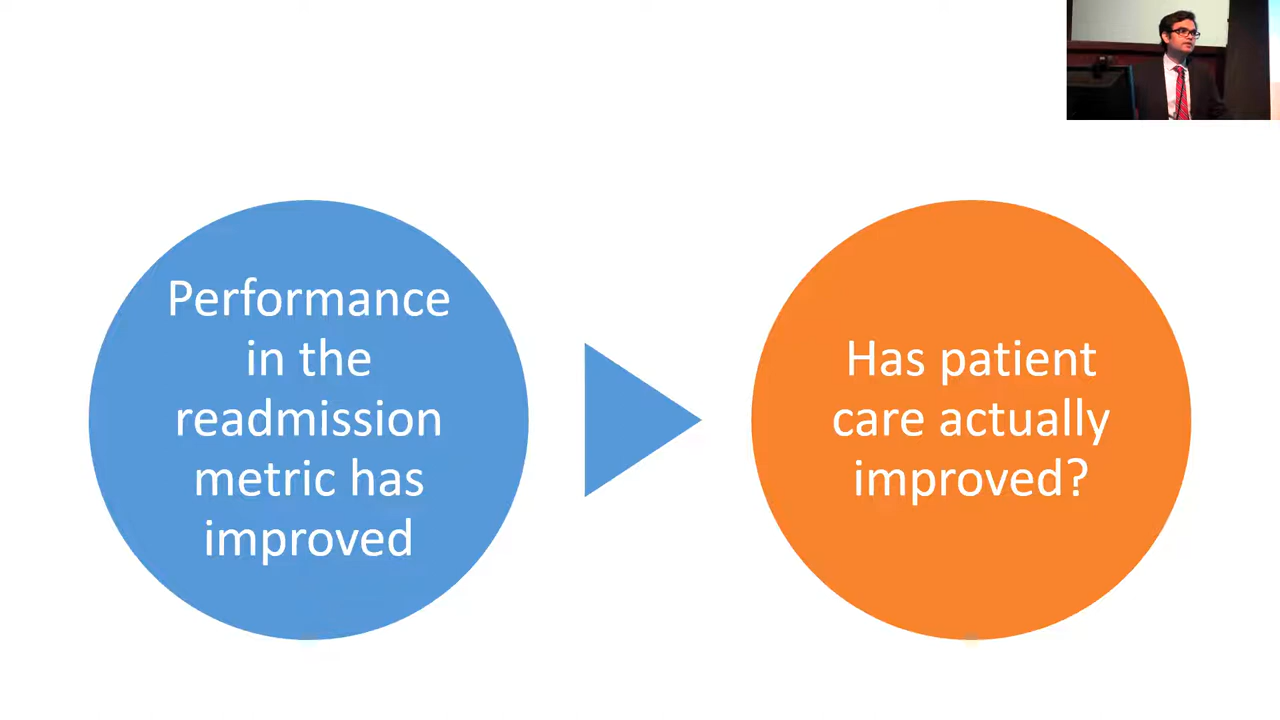 Performance
in the
readmission
metric has
improved
Has patient
care actually
improved?